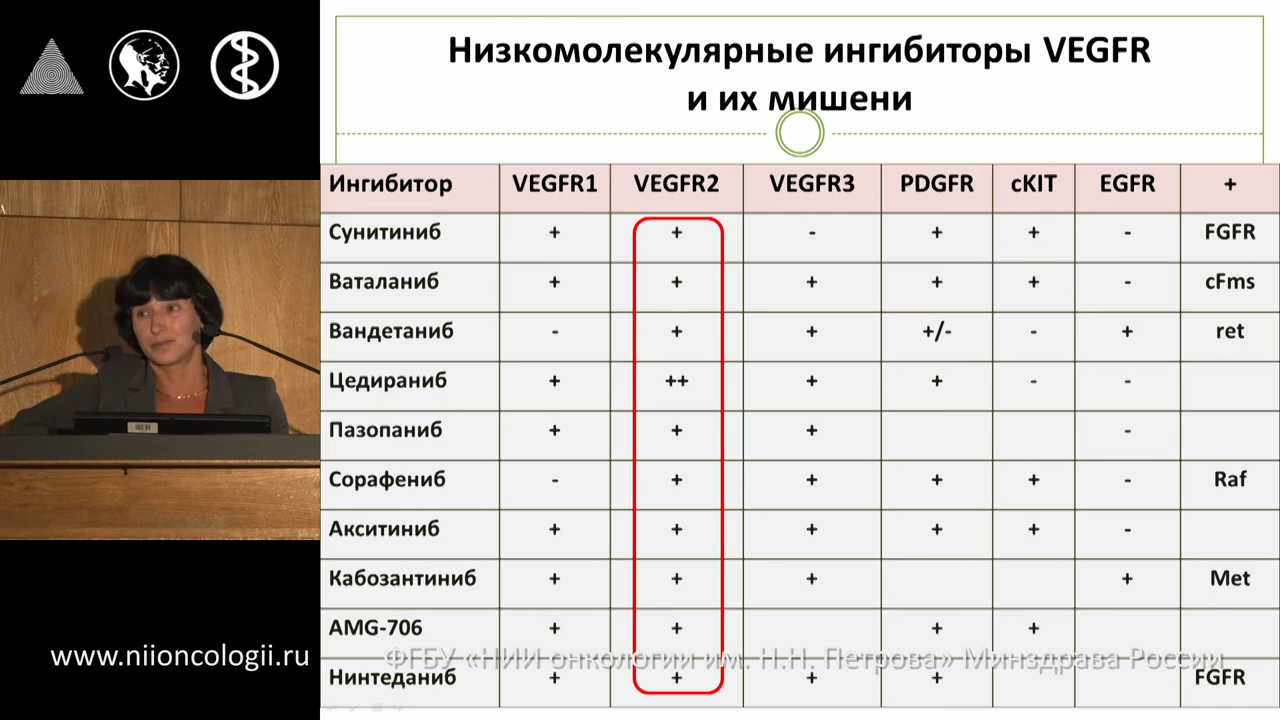 Низкомолекулярные ингибиторы VEGFR
и их мишени
Ингибитор VEGFR1 VEGFR2 VEGFR3 PDGFR cKIT EGFR +
Сунитиниб + + - + + - FGFR
Ваталаниб + + + + + - cFms
Вандетаниб - + + +/- - + ret
Цедираниб + ++ + + - -
Пазопаниб + + + -
Сорафениб - + + + + - Raf
Акситиниб + + + + + -
Кабозантиниб + + + + Met
AMG-706 + + + +
www.niioncologii.ru ФГБУ «НИИ онкологии им. Н.Н. Петрова» Минздрава России
Нинтеданиб + + + + FGFR